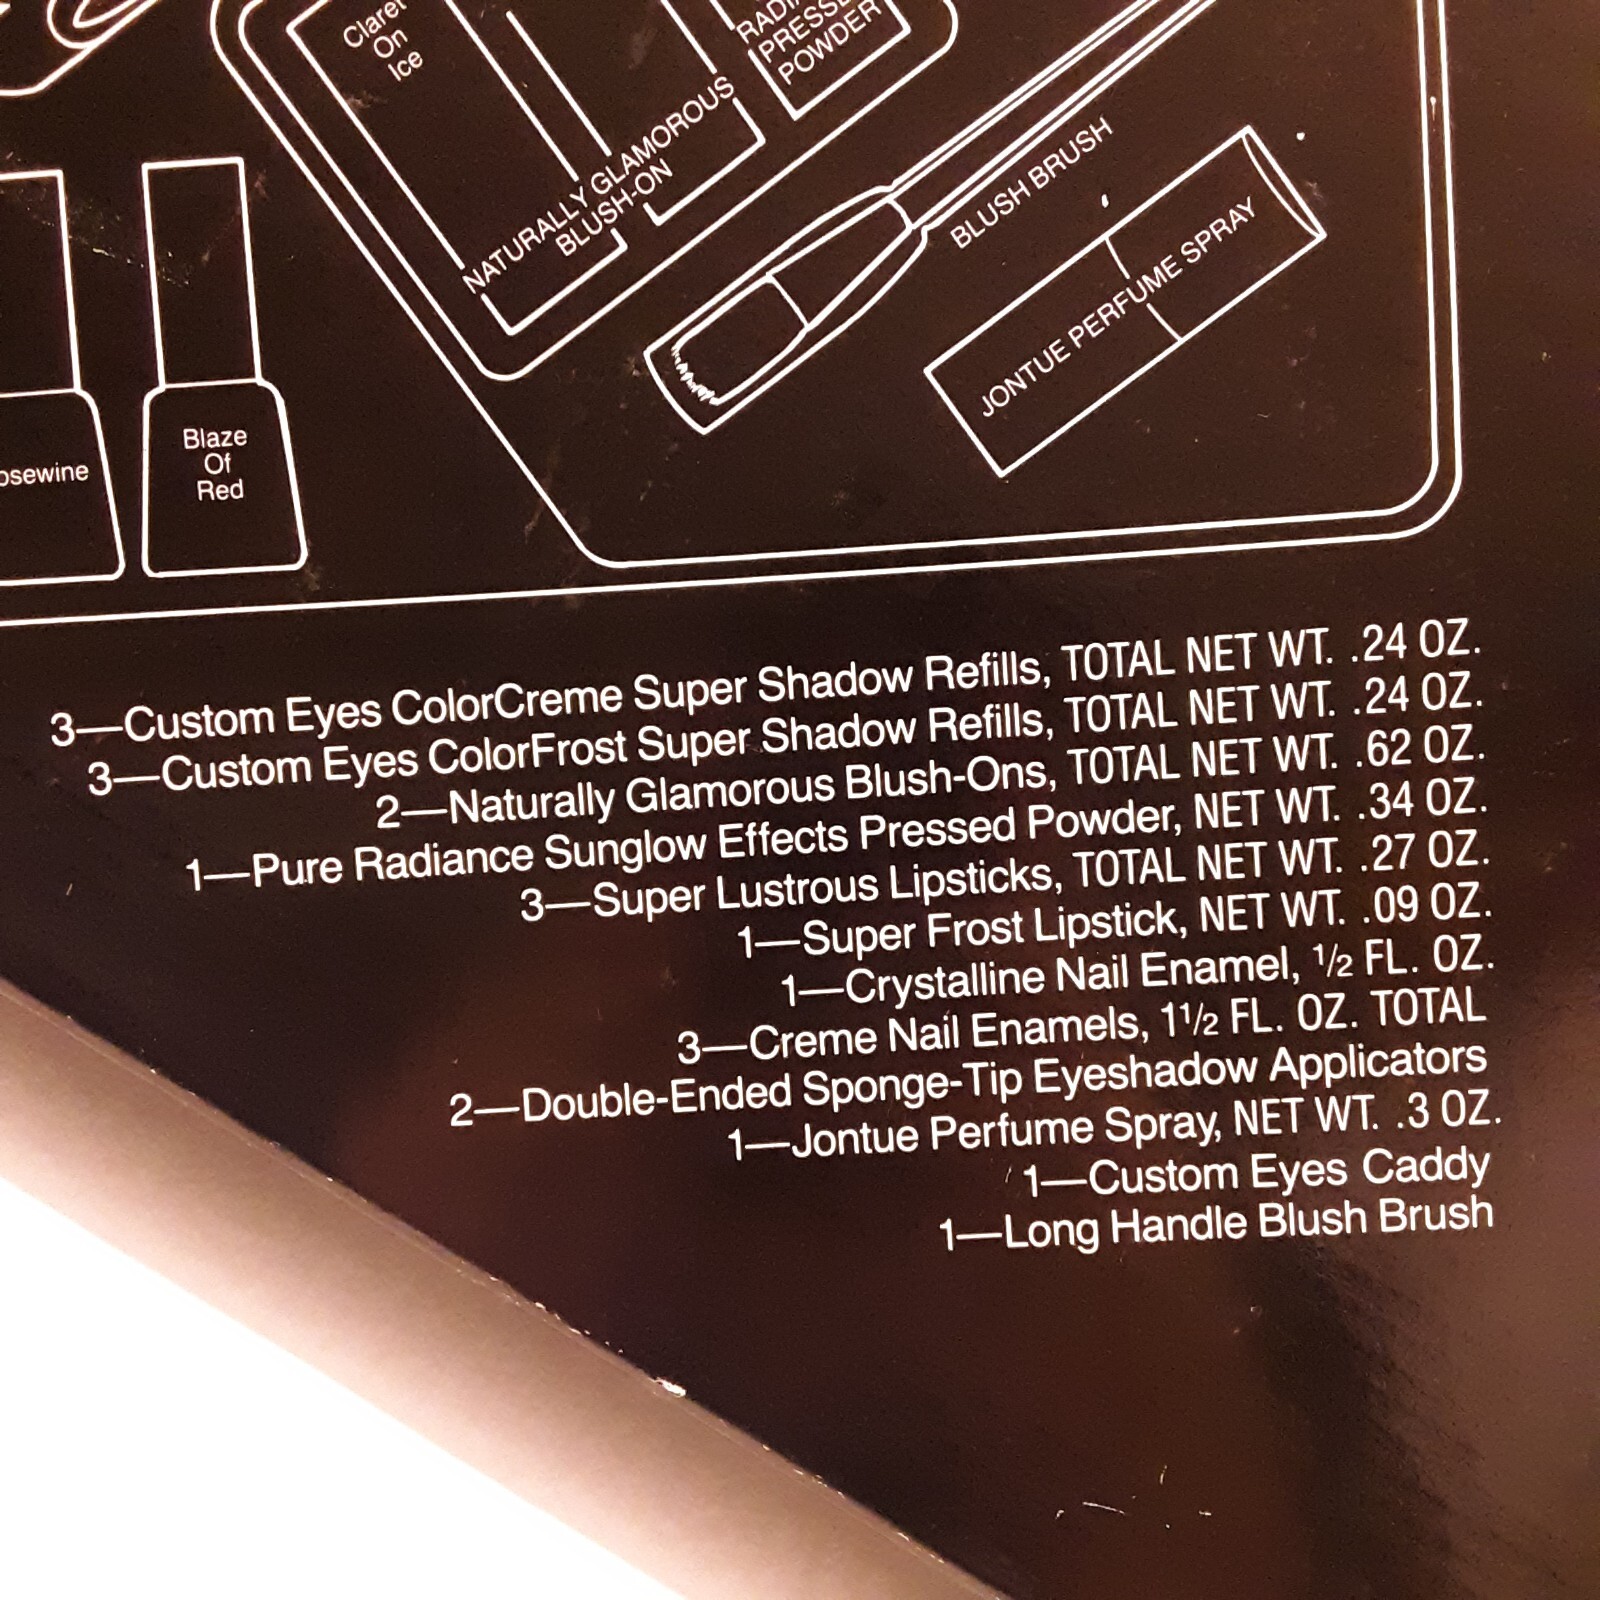 Claret
On
Ice
PRESSED
POWDER
NATURALLY GLAMOROUS
BLUSH-ON
BLUSH BRUSH
JONTUE PERFUME SPRAY
Blaze
Of
Red
osewine
3—Custom Eyes ColorCreme Super Shadow Refills, TOTAL NET WT. .24 OZ.
3—Custom Eyes ColorFrost Super Shadow Refills, TOTAL NET WT. .24 OZ.
2—Naturally Glamorous Blush-Ons, TOTAL NET WT. .62 OZ.
1—Pure Radiance Sunglow Effects Pressed Powder, NET WT. .34 OZ.
3—Super Lustrous Lipsticks, TOTAL NET WT. .27 OZ.
1—Super Frost Lipstick, NET WT. .09 OZ.
1—Crystalline Nail Enamel, 1/2 FL. OZ.
3—Creme Nail Enamels, 1 1/2 FL. OZ. TOTAL
2—Double-Ended Sponge-Tip Eyeshadow Applicators
1—Jontue Perfume Spray, NET WT. .3 OZ.
1—Custom Eyes Caddy
1—Long Handle Blush Brush